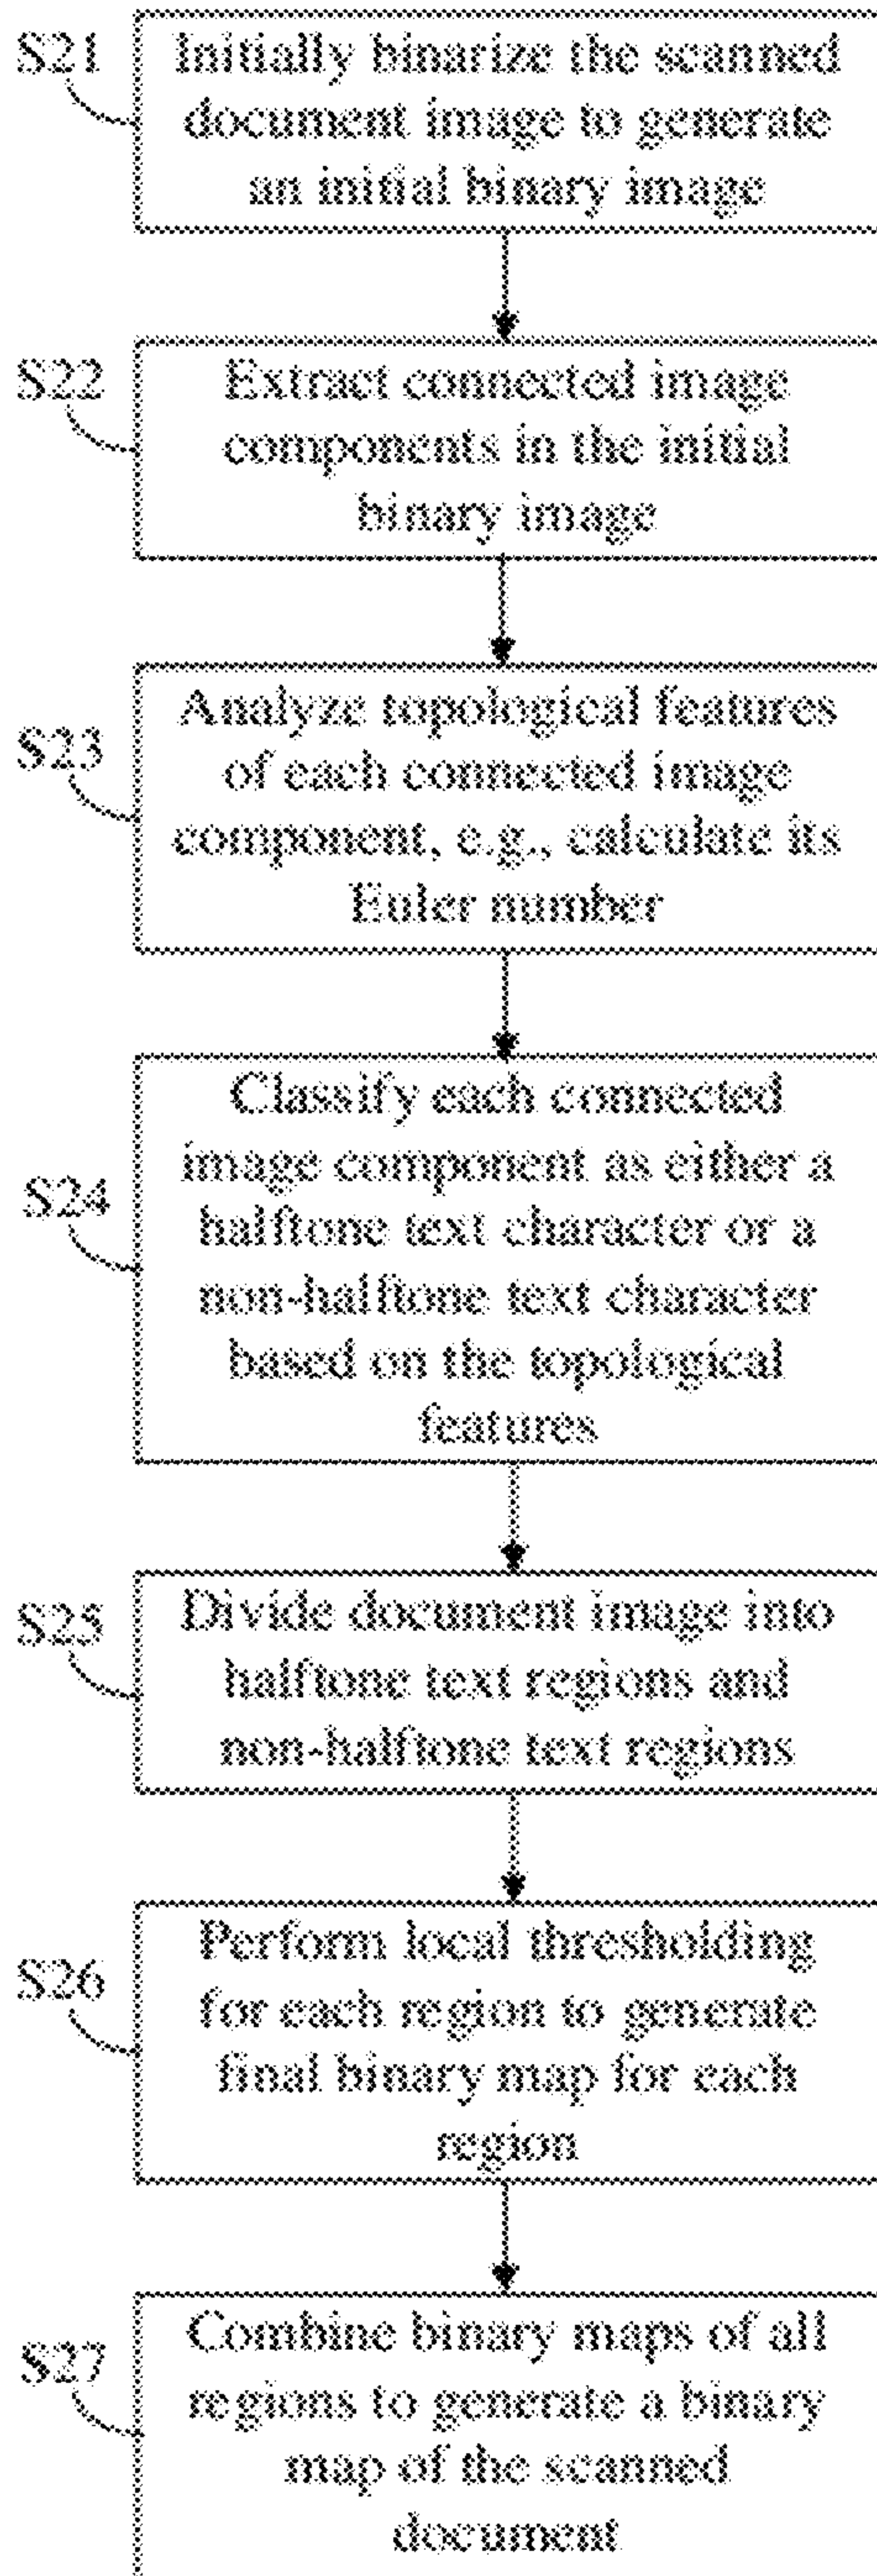 S21
Initially binarize the scanned
document image to generate
an initial binary image
S22
Extract connected image
components in the initial
binary image
S23
Analyze topological features
of each connected image
component, e.g., calculate its
Euler number
S24
Classify each connected
image component as either a
halftone text character or a
non-halftone text character
based on the topological
features
S25
Divide document image into
halftone text regions and
non-halftone text regions
S26
Perform local thresholding
for each region to generate
final binary map for each
region
S27
Combine binary maps of all
regions to generate a binary
map of the scanned
document